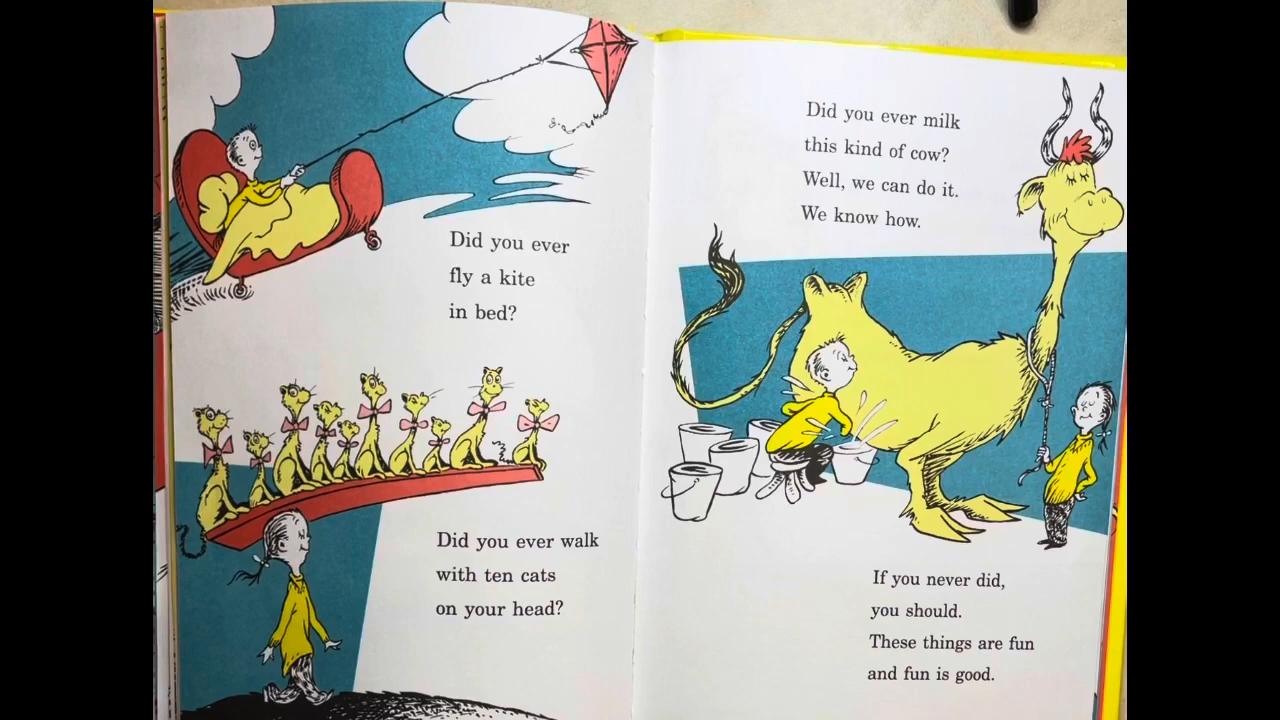 Did you ever
fly a kite
in bed?
Did you ever walk
with ten cats
on your head?
Did you ever milk
this kind of cow?
Well, we can do it.
We know how.
If you never did,
you should.
These things are fun
and fun is good.